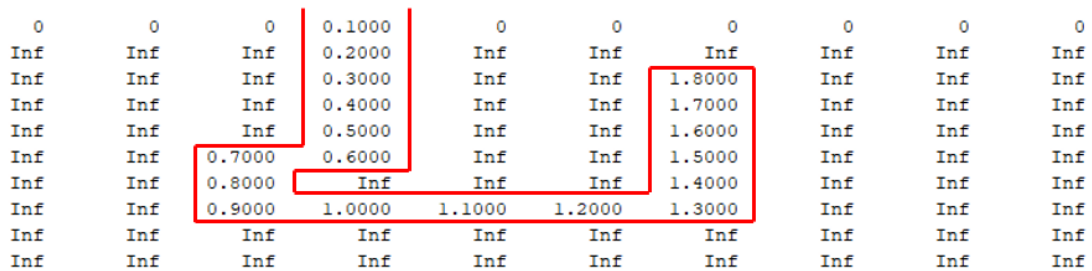 0 0 0 0.1000 0 0 0 0 0 0
Inf Inf Inf 0.2000 Inf Inf Inf Inf Inf Inf
Inf Inf Inf 0.3000 Inf Inf 1.8000 Inf Inf Inf
Inf Inf Inf 0.4000 Inf Inf 1.7000 Inf Inf Inf
Inf Inf Inf 0.5000 Inf Inf 1.6000 Inf Inf Inf
Inf Inf 0.7000 0.6000 Inf Inf 1.5000 Inf Inf Inf
Inf Inf 0.8000 Inf Inf Inf 1.4000 Inf Inf Inf
Inf Inf 0.9000 1.0000 1.1000 1.2000 1.3000 Inf Inf Inf
Inf Inf Inf Inf Inf Inf Inf Inf Inf Inf
Inf Inf Inf Inf Inf Inf Inf Inf Inf Inf